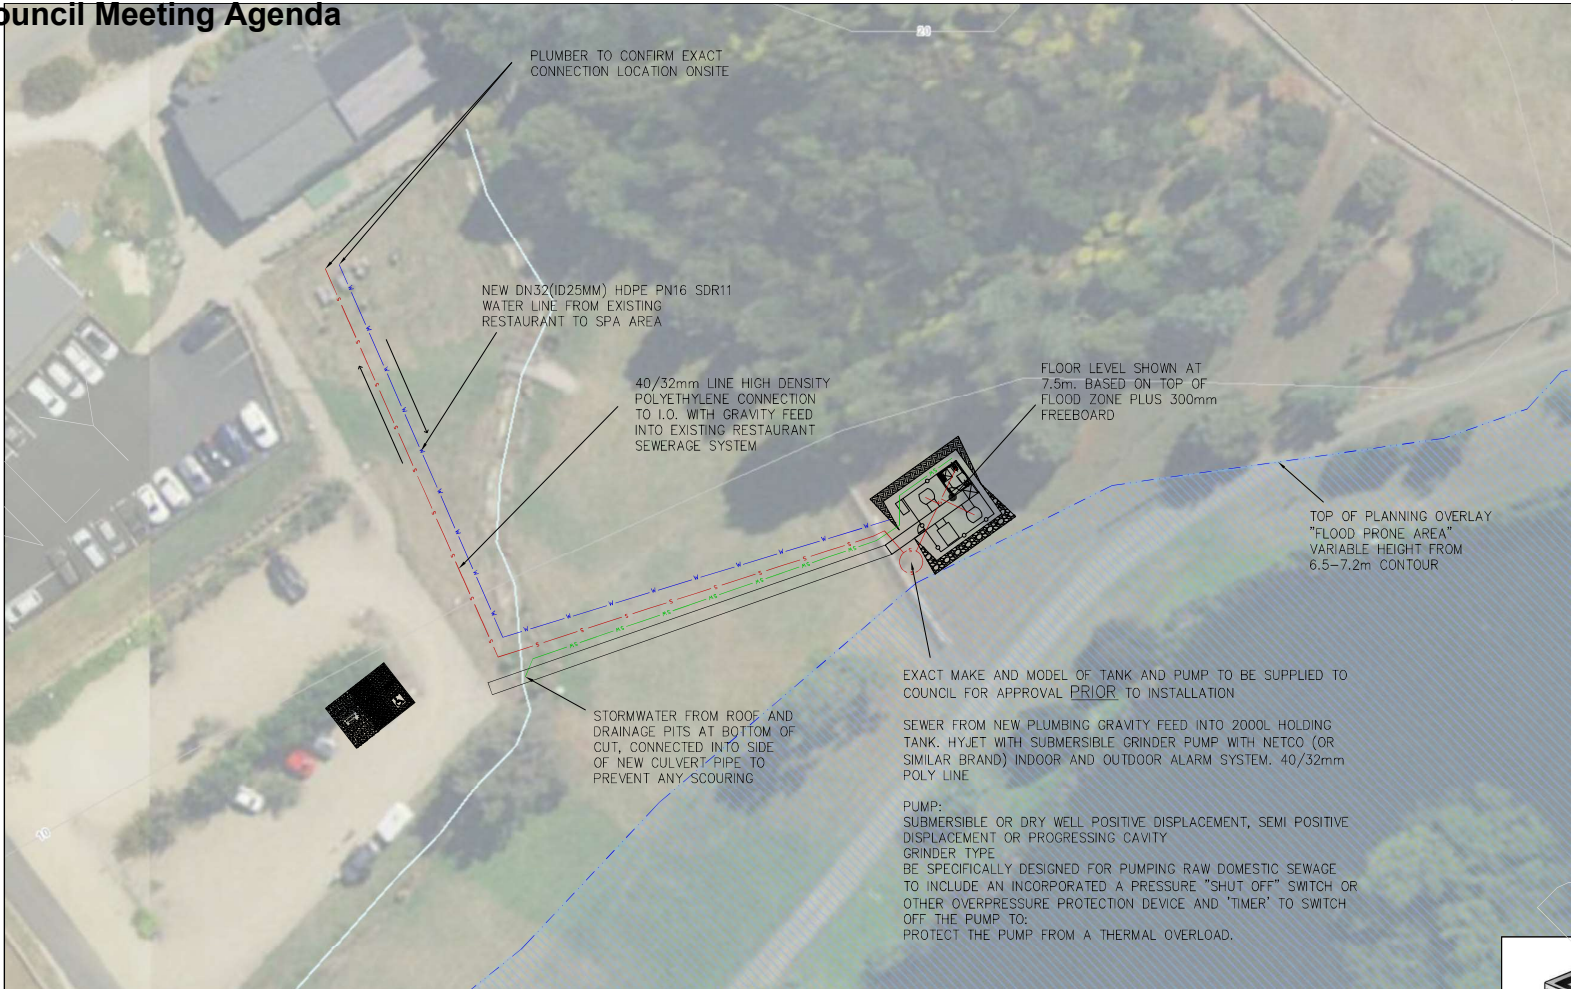 ouncil Meeting Agenda
20
PLUMBER TO CONFIRM EXACT
CONNECTION LOCATION ONSITE
NEW DN32(ID25MM) HDPE PN16 SDR11
WATER LINE FROM EXISTING
RESTAURANT TO SPA AREA
40/32mm LINE HIGH DENSITY
POLYETHYLENE CONNECTION
TO I.O. WITH GRAVITY FEED
INTO EXISTING RESTAURANT
SEWERAGE SYSTEM
FLOOR LEVEL SHOWN AT
7.5m. BASED ON TOP OF
FLOOD ZONE PLUS 300mm
FREEBOARD
TOP OF PLANNING OVERLAY
"FLOOD PRONE AREA"
VARIABLE HEIGHT FROM
6.5-7.2m CONTOUR
STORMWATER FROM ROOF AND
DRAINAGE PITS AT BOTTOM OF
CUT, CONNECTED INTO SIDE
OF NEW CULVERT PIPE TO
PREVENT ANY SCOURING
EXACT MAKE AND MODEL OF TANK AND PUMP TO BE SUPPLIED TO
COUNCIL FOR APPROVAL PRIOR TO INSTALLATION
SEWER FROM NEW PLUMBING GRAVITY FEED INTO 2000L HOLDING
TANK. HYJET WITH SUBMERSIBLE GRINDER PUMP WITH NETCO (OR
SIMILAR BRAND) INDOOR AND OUTDOOR ALARM SYSTEM. 40/32mm
POLY LINE
PUMP:
SUBMERSIBLE OR DRY WELL POSITIVE DISPLACEMENT, SEMI POSITIVE
DISPLACEMENT OR PROGRESSING CAVITY
GRINDER TYPE
BE SPECIFICALLY DESIGNED FOR PUMPING RAW DOMESTIC SEWAGE
TO INCLUDE AN INCORPORATED A PRESSURE "SHUT OFF" SWITCH OR
OTHER OVERPRESSURE PROTECTION DEVICE AND 'TIMER' TO SWITCH
OFF THE PUMP TO:
PROTECT THE PUMP FROM A THERMAL OVERLOAD.
10